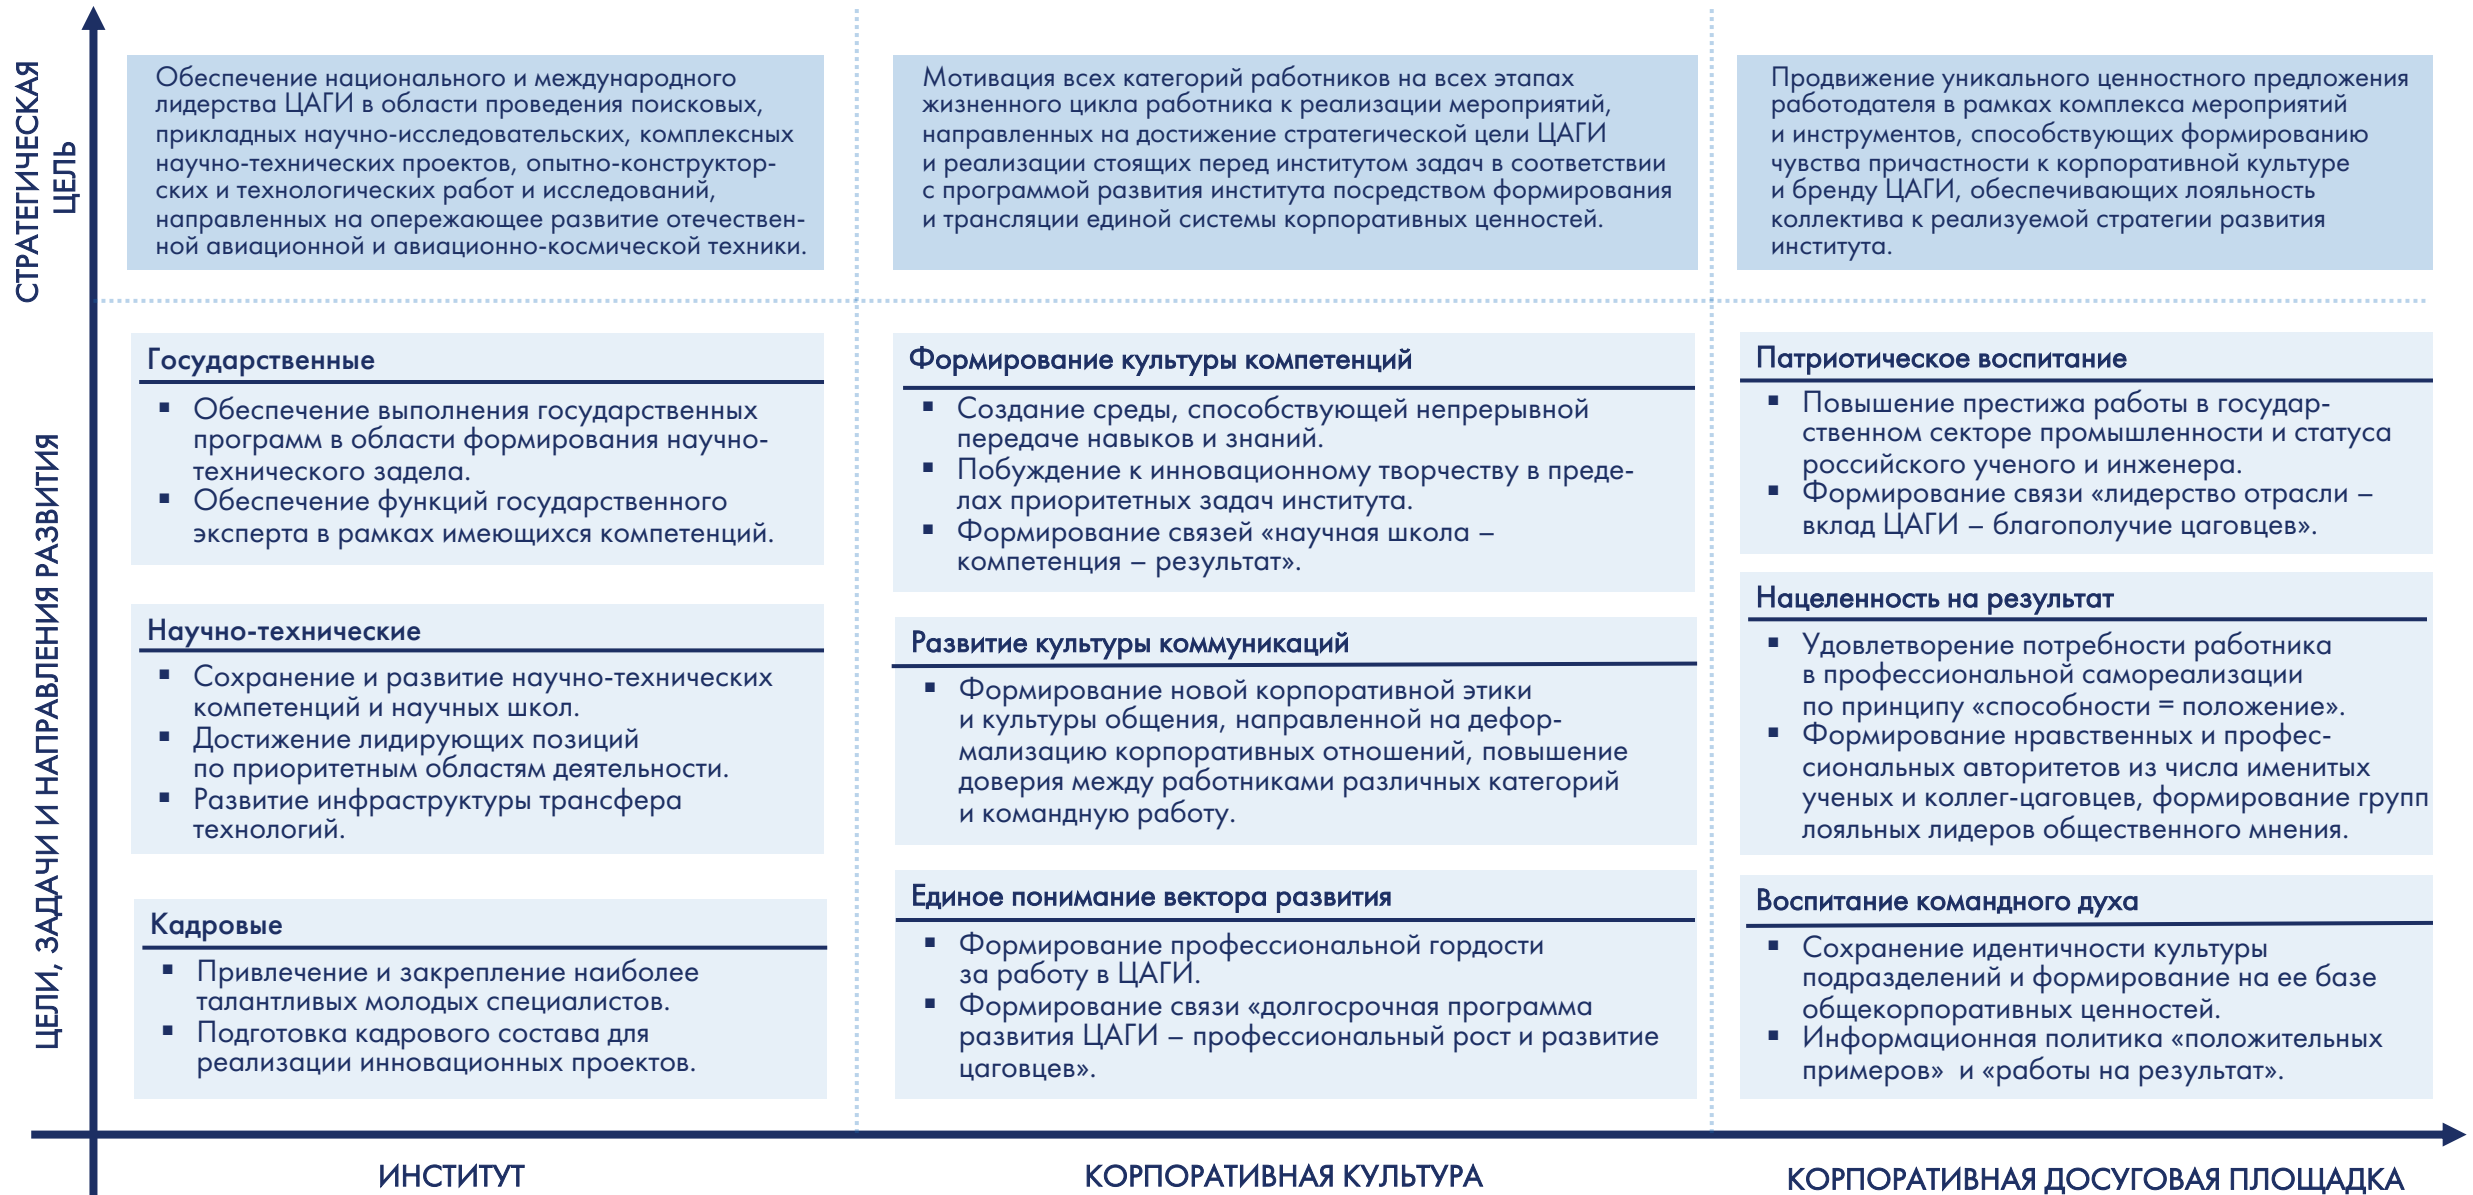 СТРАТЕГИЧЕСКАЯ
ЦЕЛЬ
Обеспечение национального и международного
лидерства ЦАГИ в области проведения поисковых,
прикладных научно-исследовательских, комплексных
научно-технических проектов, опытно-конструктор-
ских и технологических работ и исследований,
направленных на опережающее развитие отечествен-
ной авиационной и авиационно-космической техники.
Мотивация всех категорий работников на всех этапах
жизненного цикла работника к реализации мероприятий,
направленных на достижение стратегической цели ЦАГИ
и реализации стоящих перед институтом задач в соответствии
с программой развития института посредством формирования
и трансляции единой системы корпоративных ценностей.
Продвижение уникального ценностного предложения
работодателя в рамках комплекса мероприятий
и инструментов, способствующих формированию
чувства причастности к корпоративной культуре
и бренду ЦАГИ, обеспечивающих лояльность
коллектива к реализуемой стратегии развития
института.
ЦЕЛИ, ЗАДАЧИ И НАПРАВЛЕНИЯ РАЗВИТИЯ
Государственные
▪ Обеспечение выполнения государственных
программ в области формирования научно-
технического задела.
▪ Обеспечение функций государственного
эксперта в рамках имеющихся компетенций.
Научно-технические
▪ Сохранение и развитие научно-технических
компетенций и научных школ.
▪ Достижение лидирующих позиций
по приоритетным областям деятельности.
▪ Развитие инфраструктуры трансфера
технологий.
Кадровые
▪ Привлечение и закрепление наиболее
талантливых молодых специалистов.
▪ Подготовка кадрового состава для
реализации инновационных проектов.
Формирование культуры компетенций
▪ Создание среды, способствующей непрерывной
передаче навыков и знаний.
▪ Побуждение к инновационному творчеству в преде-
лах приоритетных задач института.
▪ Формирование связей «научная школа –
компетенция – результат».
Развитие культуры коммуникаций
▪ Формирование новой корпоративной этики
и культуры общения, направленной на дефор-
мализацию корпоративных отношений, повышение
доверия между работниками различных категорий
и командную работу.
Единое понимание вектора развития
▪ Формирование профессиональной гордости
за работу в ЦАГИ.
▪ Формирование связи «долгосрочная программа
развития ЦАГИ – профессиональный рост и развитие
цаговцев».
Патриотическое воспитание
▪ Повышение престижа работы в государ-
ственном секторе промышленности и статуса
российского ученого и инженера.
▪ Формирование связи «лидерство отрасли –
вклад ЦАГИ – благополучие цаговцев».
Нацеленность на результат
▪ Удовлетворение потребности работника
в профессиональной самореализации
по принципу «способности = положение».
▪ Формирование нравственных и профес-
сиональных авторитетов из числа именитых
ученых и коллег-цаговцев, формирование групп
лояльных лидеров общественного мнения.
Воспитание командного духа
▪ Сохранение идентичности культуры
подразделений и формирование на ее базе
общекорпоративных ценностей.
▪ Информационная политика «положительных
примеров» и «работы на результат».
ИНСТИТУТ
КОРПОРАТИВНАЯ КУЛЬТУРА
КОРПОРАТИВНАЯ ДОСУГОВАЯ ПЛОЩАДКА